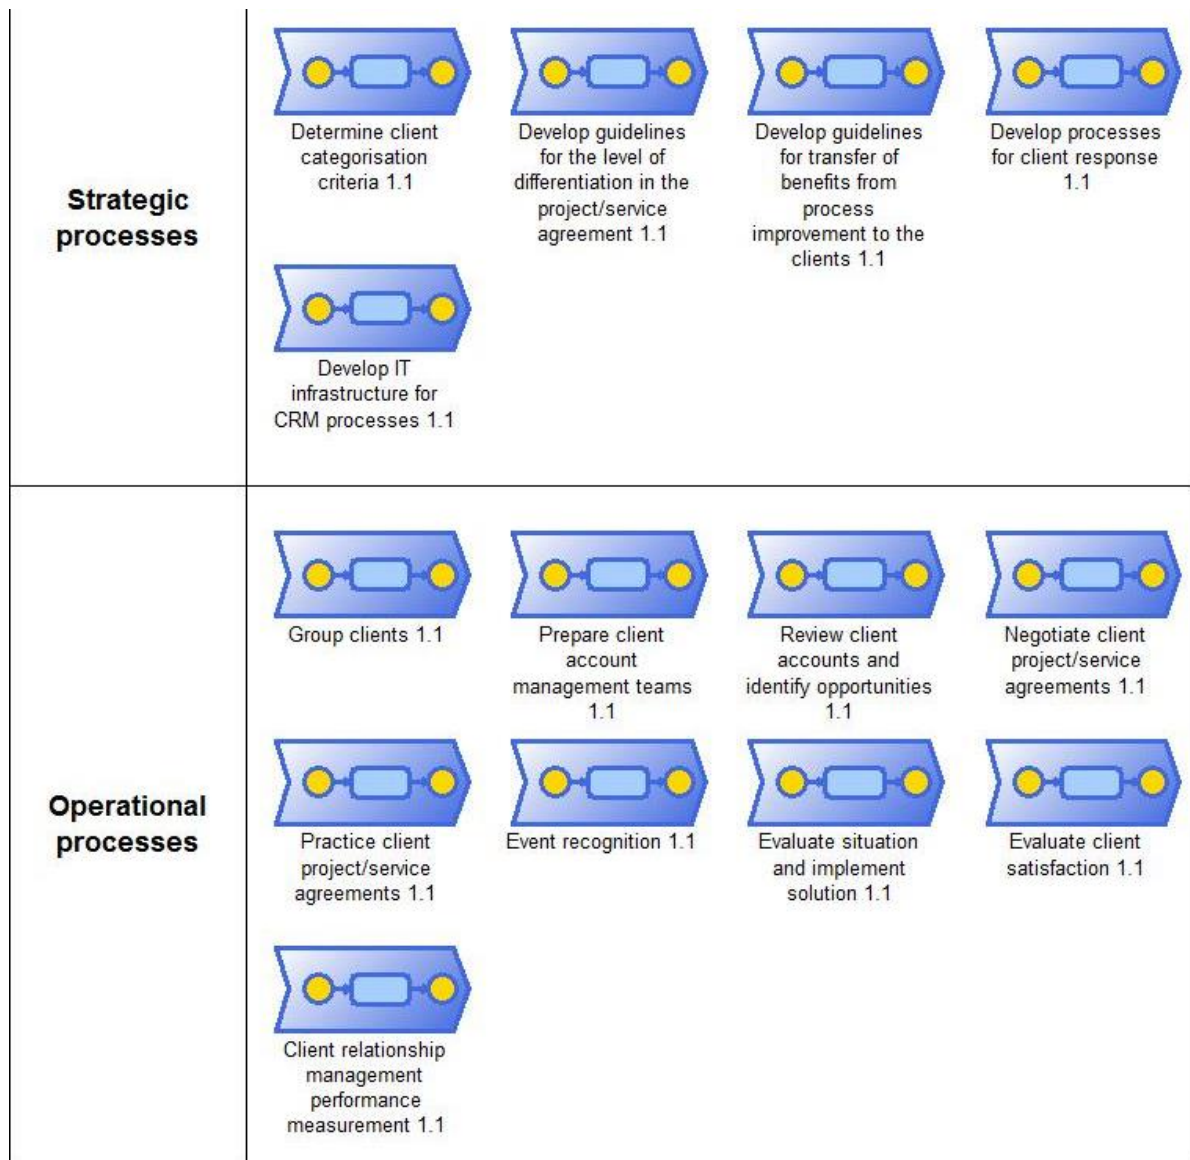 Strategic
processes
Determine client
categorisation
criteria 1.1
Develop guidelines
for the level of
differentiation in the
project/service
agreement 1.1
Develop guidelines
for transfer of
benefits from
process
improvement to the
clients 1.1
Develop processes
for client response
1.1
Develop IT
infrastructure for
CRM processes 1.1
Operational
processes
Group clients 1.1
Prepare client
account
management teams
1.1
Review client
accounts and
identify opportunities
1.1
Negotiate client
project/service
agreements 1.1
Practice client
project/service
agreements 1.1
Event recognition 1.1
Evaluate situation
and implement
solution 1.1
Evaluate client
satisfaction 1.1
Client relationship
management
performance
measurement 1.1